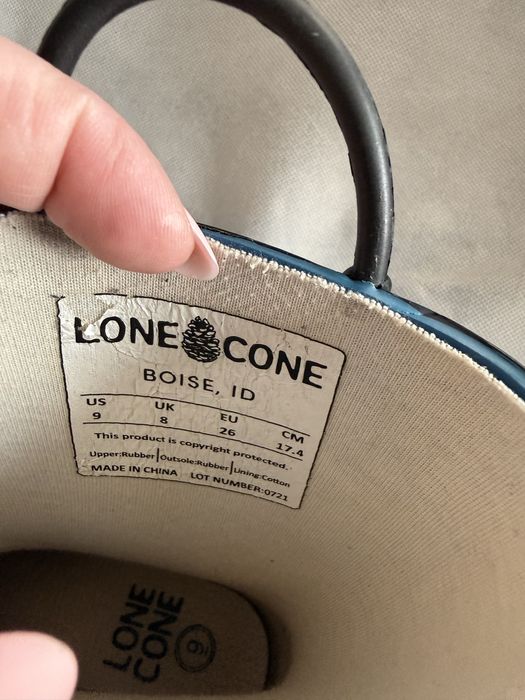 LONE CONE
BOISE, ID
US UK EU CM
9 8 26 17.4
This product is copyright protected.
Upper:Rubber Outsole:Rubber Lining:Cotton
MADE IN CHINA LOT NUMBER:0721
LONE
CONE
9